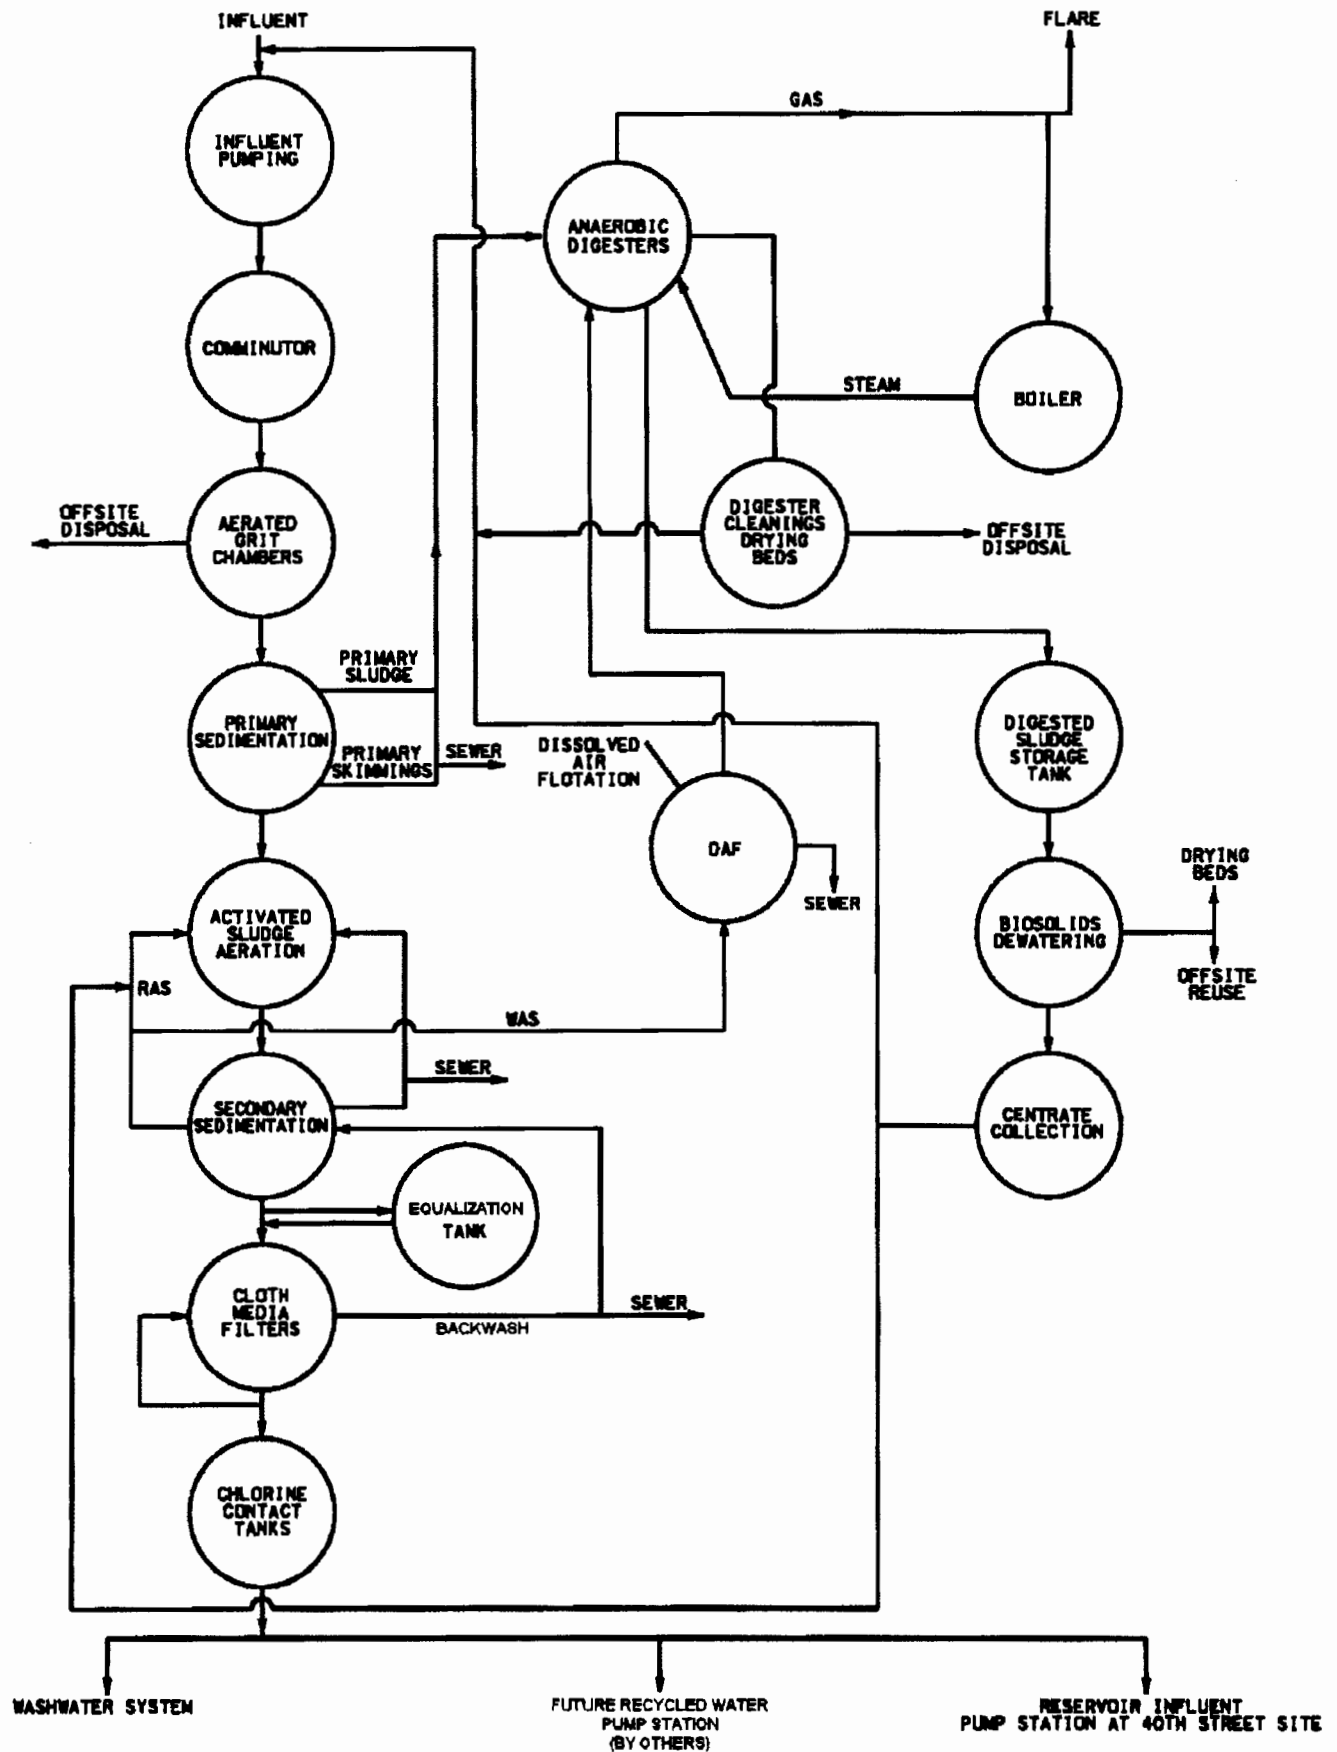 INFLUENT
FLARE
GAS
INFLUENT
PUMPING
ANAEROBIC
DIGESTERS
COMMINUTOR
STEAM
BOILER
OFFSITE
DISPOSAL
AERATED
GRIT
CHAMBERS
DIGESTER
CLEANINGS
DRYING
BEDS
OFFSITE
DISPOSAL
PRIMARY
SLUDGE
PRIMARY
SEDIMENTATION
PRIMARY
SKIMMINGS
SEWER
DISSOLVED
AIR
FLOTATION
DIGESTED
SLUDGE
STORAGE
TANK
DAF
SEWER
DRYING
BEDS
ACTIVATED
SLUDGE
AERATION
BIOSOLIDS
DEWATERING
OFFSITE
REUSE
RAS
WAS
SEWER
SECONDARY
SEDIMENTATION
CENTRATE
COLLECTION
EQUALIZATION
TANK
CLOTH
MEDIA
FILTERS
SEWER
BACKWASH
CHLORINE
CONTACT
TANKS
WASHWATER SYSTEM
FUTURE RECYCLED WATER
PUMP STATION
(BY OTHERS)
RESERVOIR INFLUENT
PUMP STATION AT 40TH STREET SITE